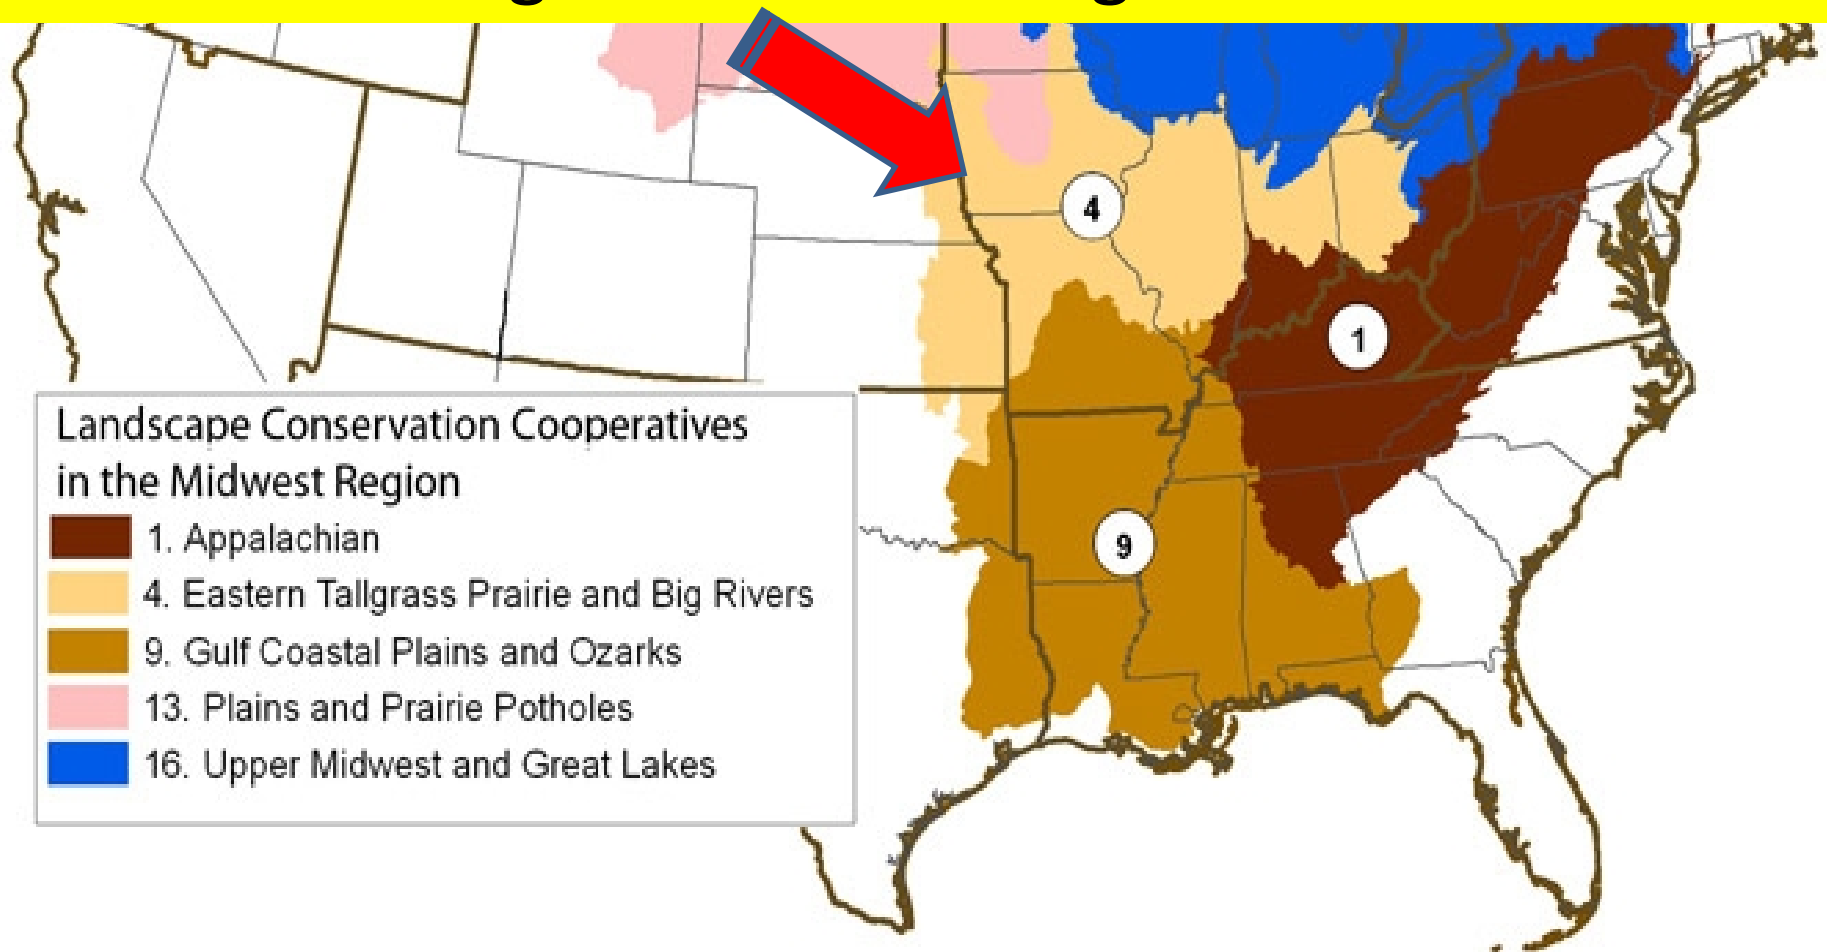 4
1
9
Landscape Conservation Cooperatives
in the Midwest Region
1. Appalachian
4. Eastern Tallgrass Prairie and Big Rivers
9. Gulf Coastal Plains and Ozarks
13. Plains and Prairie Potholes
16. Upper Midwest and Great Lakes